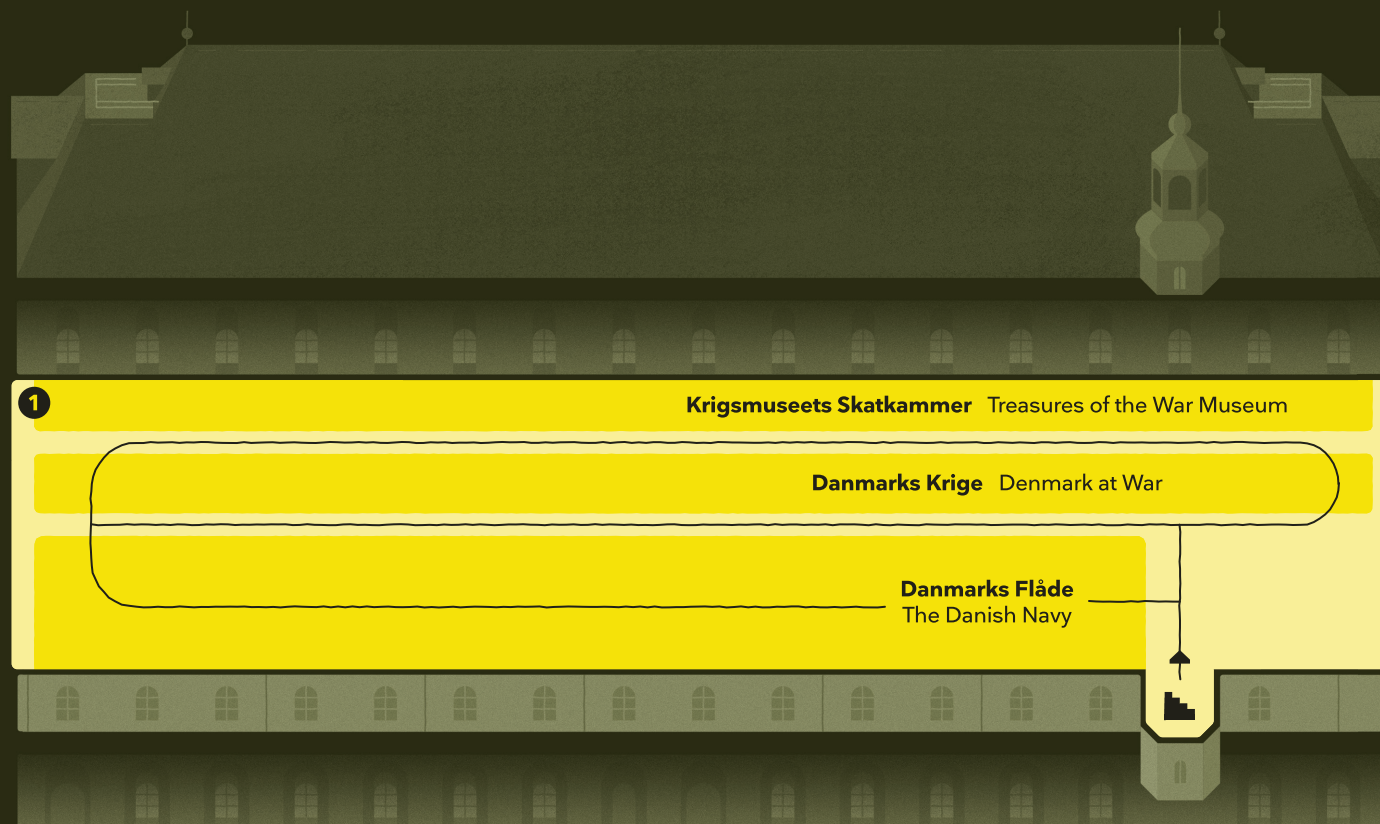 1
Krigsmuseets Skatkammer Treasures of the War Museum
Danmarks Krige Denmark at War
Danmarks Flåde
The Danish Navy